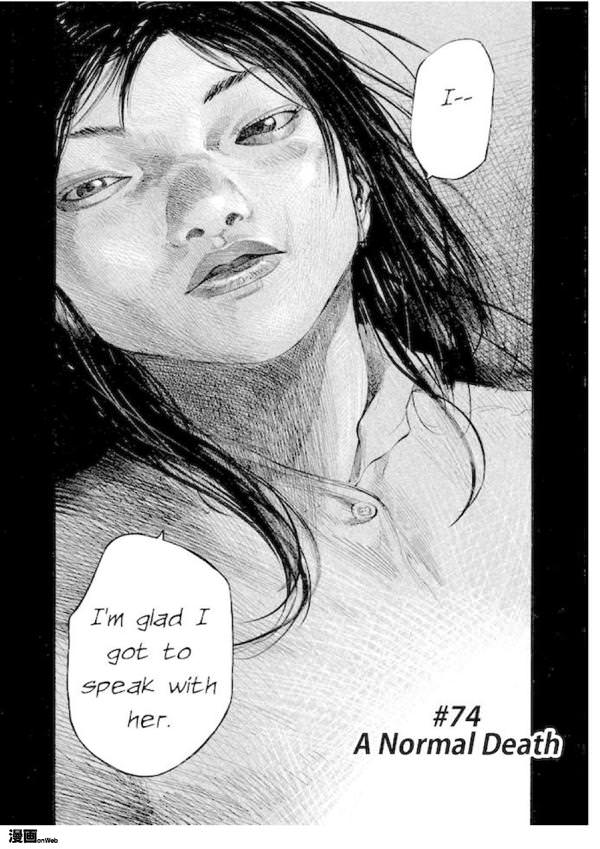 I--
I'm glad I
got to
speak with
her.
#74
A Normal Death
漫画onWeb